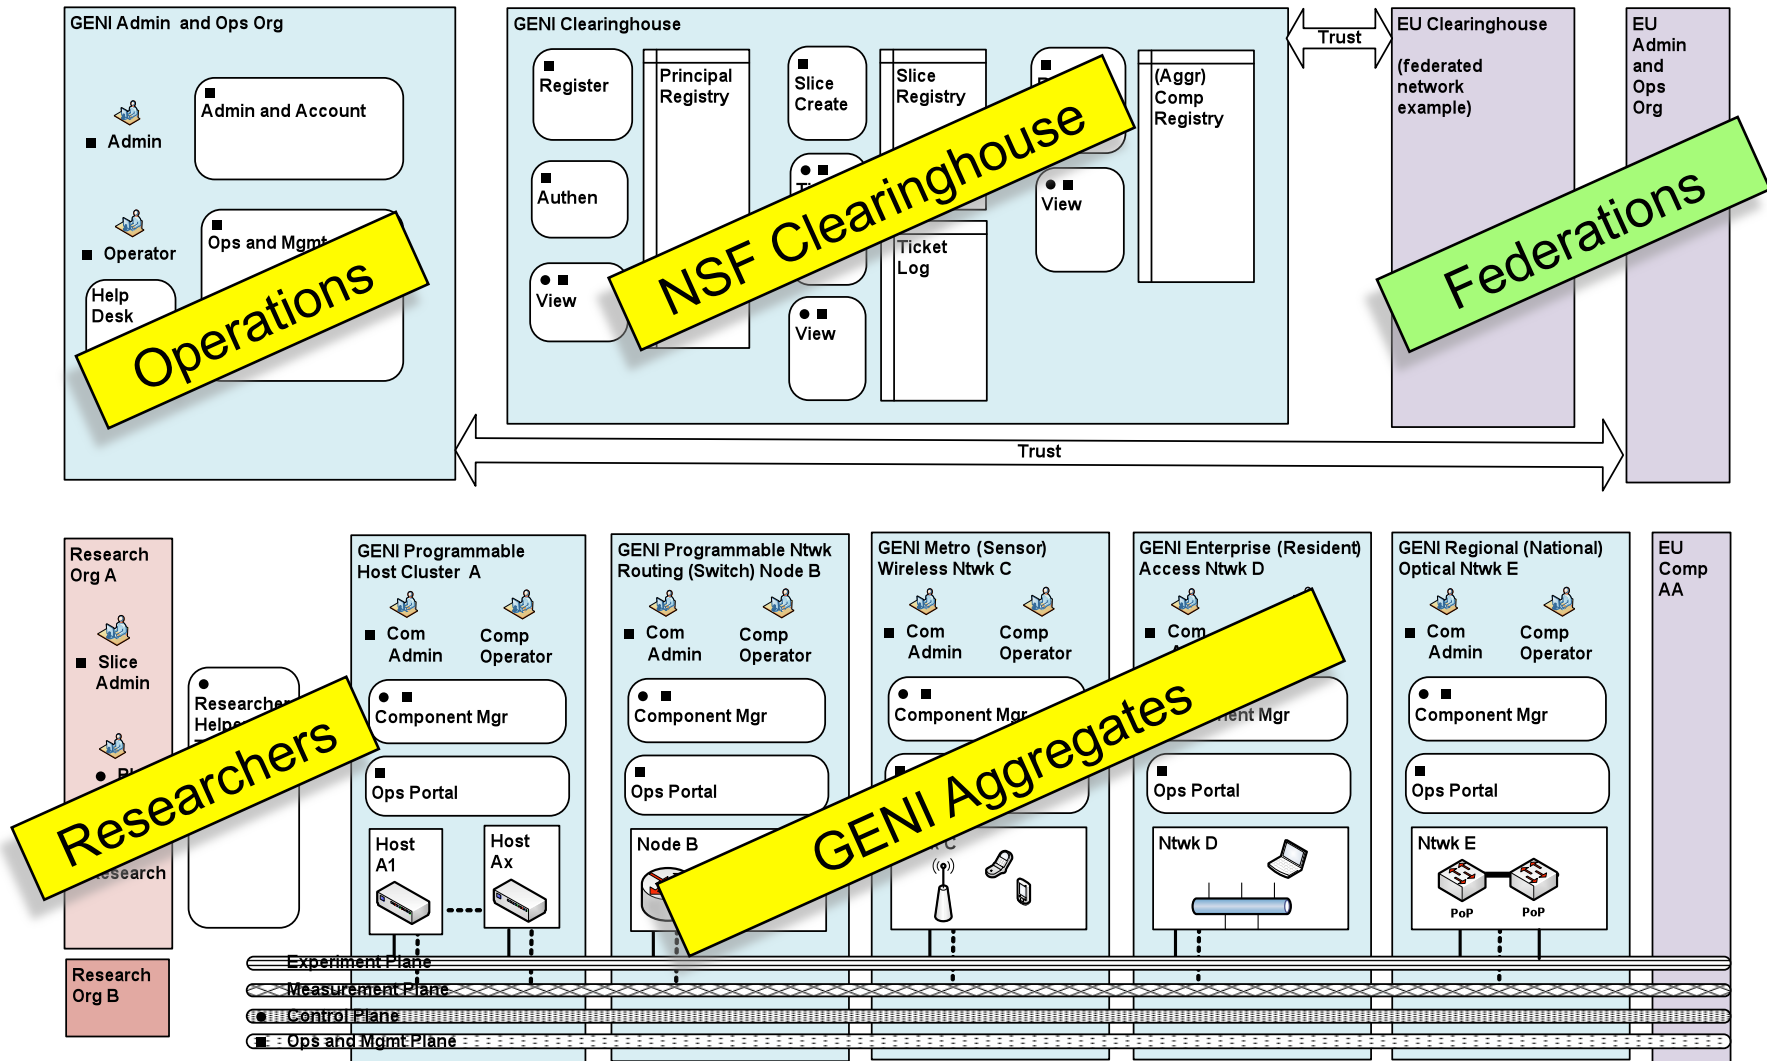 GENI Admin and Ops Org
Admin
Admin and Account
Operator
Ops and Mgmt
Help
Desk
Operations
GENI Clearinghouse
Register
Authen
View
Principal
Registry
Slice
Create
View
Slice
Registry
Ticket
Log
View
(Aggr)
Comp
Registry
NSF Clearinghouse
Trust
EU Clearinghouse
(federated
network
example)
EU
Admin
and
Ops
Org
Federations
Trust
Research
Org A
Slice
Admin
Research
Researcher
Researchers
Research
Org B
GENI Programmable
Host Cluster A
Com
Admin
Comp
Operator
Component Mgr
Ops Portal
Host
A1
Host
Ax
GENI Programmable Ntwk
Routing (Switch) Node B
Com
Admin
Comp
Operator
Component Mgr
Ops Portal
Node B
GENI Metro (Sensor)
Wireless Ntwk C
Com
Admin
Comp
Operator
Component Mgr
GENI Enterprise (Resident)
Access Ntwk D
Com
Mgr
Ops Portal
Ntwk D
GENI Aggregates
GENI Regional (National)
Optical Ntwk E
Com
Admin
Comp
Operator
Component Mgr
Ops Portal
Ntwk E
PoP
PoP
EU
Comp
AA
Experiment Plane
Measurement Plane
Control Plane
Ops and Mgmt Plane